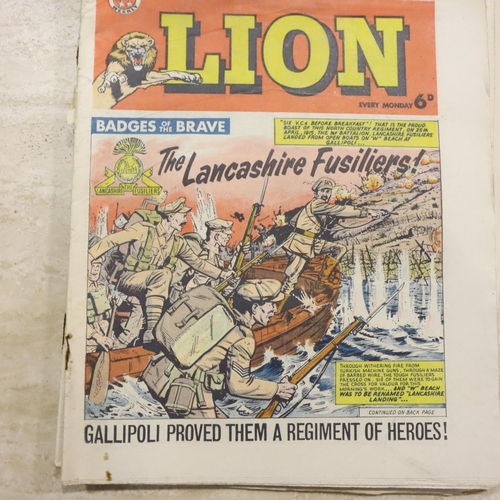 WEEKLY
LION
EVERY MONDAY 6D
BADGES OF THE BRAVE
"SIX V.C.s BEFORE BREAKFAST!" THAT IS THE PROUD
BOAST OF THIS NORTH COUNTRY REGIMENT. ON 25TH
APRIL, 1915, THE 1ST BATTALION, LANCASHIRE FUSILIERS
LANDED FROM OPEN BOATS ON "W" BEACH AT
GALLIPOLI...
The Lancashire Fusiliers!
LANCASHIRE FUSILIERS
THROUGH WITHERING FIRE FROM
TURKISH MACHINE GUNS, THROUGH A MAZE
OF BARBED WIRE, THE TOUGH FUSILIERS
PRESSED ON. SIX OF THEM WERE TO GAIN
THE CROSS FOR VALOUR FOR THIS
MORNING'S WORK... AND "W" BEACH
WAS TO BE RENAMED "LANCASHIRE
LANDING"...
CONTINUED ON BACK PAGE
GALLIPOLI PROVED THEM A REGIMENT OF HEROES!